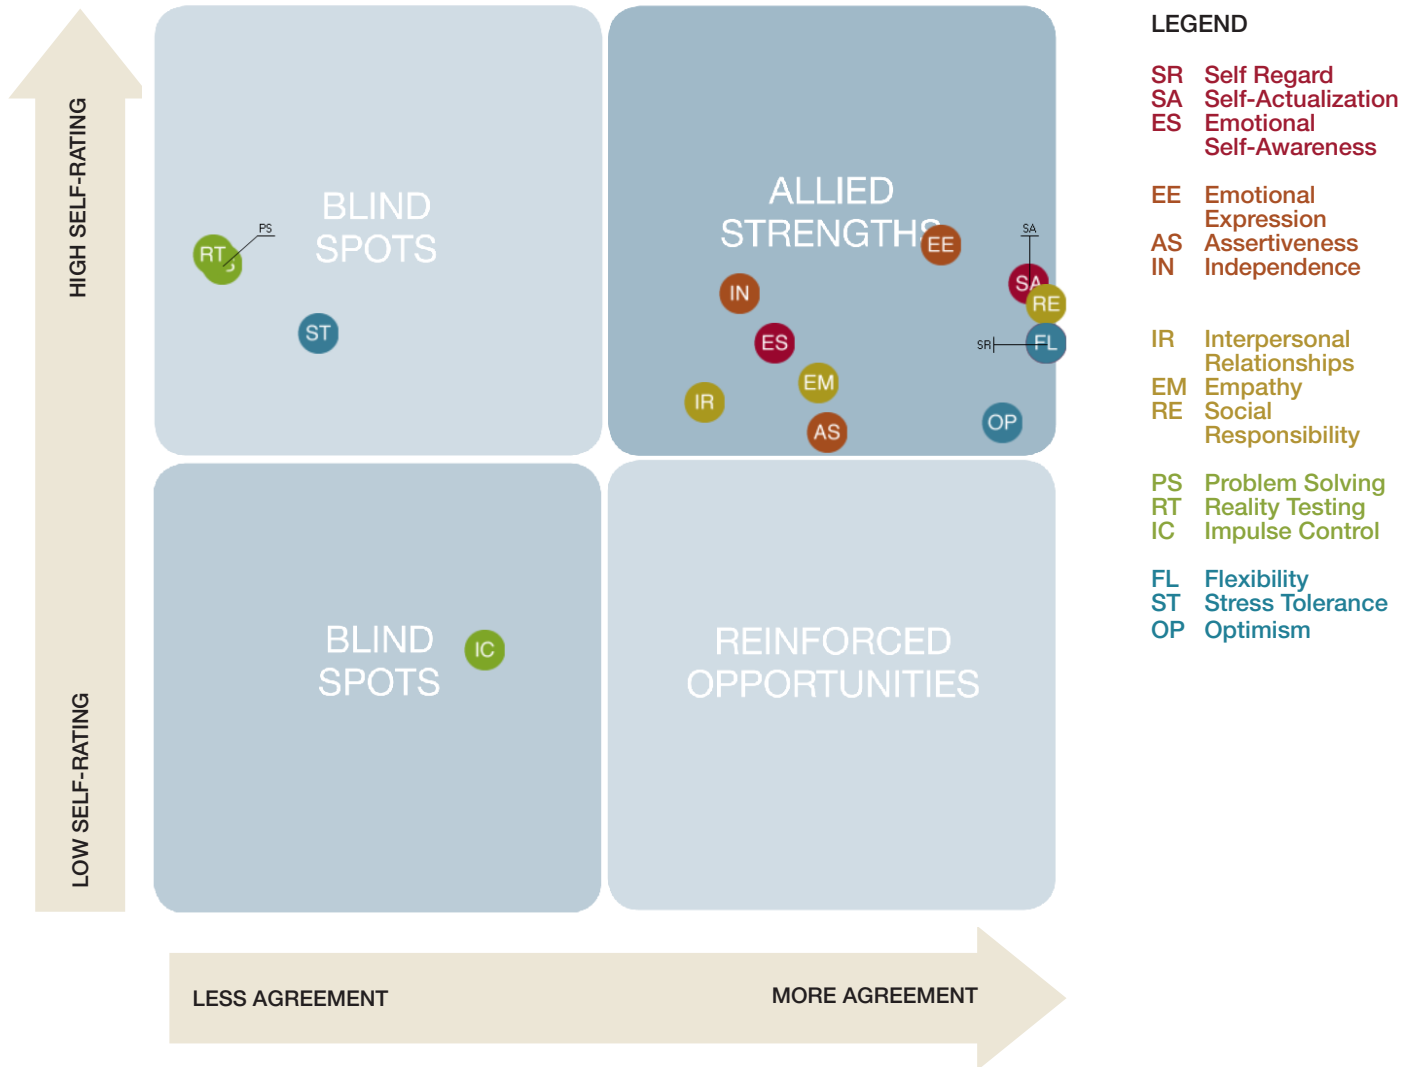 HIGH SELF-RATING
LOW SELF-RATING
BLIND
SPOTS
RT
PS
ST
ALLIED
STRENGTHS
EE
SA
IN
SA
RE
ES
SR
FL
EM
IR
AS
OP
BLIND
SPOTS
IC
REINFORCED
OPPORTUNITIES
LESS AGREEMENT
MORE AGREEMENT
LEGEND
SR Self Regard
SA Self-Actualization
ES Emotional
Self-Awareness
EE Emotional
Expression
AS Assertiveness
IN Independence
IR Interpersonal
Relationships
EM Empathy
RE Social
Responsibility
PS Problem Solving
RT Reality Testing
IC Impulse Control
FL Flexibility
ST Stress Tolerance
OP Optimism